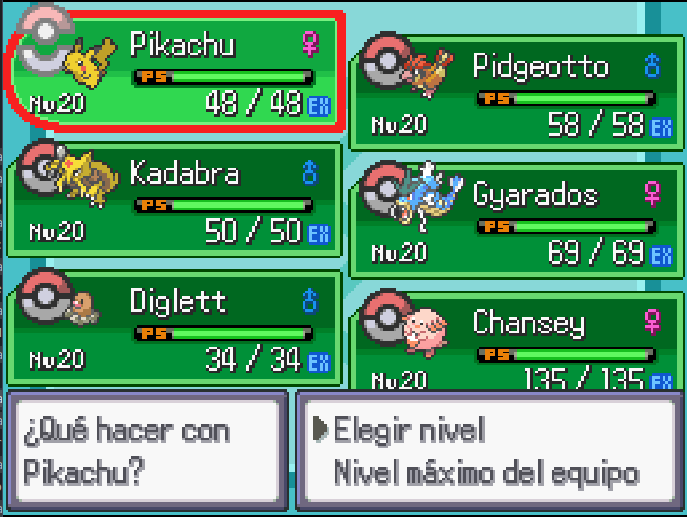 Pikachu ♀
PS
Nv20 48 / 48 EX
Pidgeotto ♂
PS
Nv20 58 / 58 EX
Kadabra ♂
PS
Nv20 50 / 50 EX
Gyarados ♀
PS
Nv20 69 / 69 EX
Diglett ♂
PS
Nv20 34 / 34 EX
Chansey ♀
PS
Nv20 135 / 135 EX
¿Qué hacer con
Pikachu?
Elegir nivel
Nivel máximo del equipo